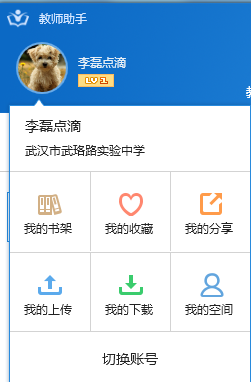 教师助手
李磊点滴
LV 1
教
李磊点滴
武汉市武珞路实验中学
我的书架 我的收藏 我的分享
我的上传 我的下载 我的空间
切换账号